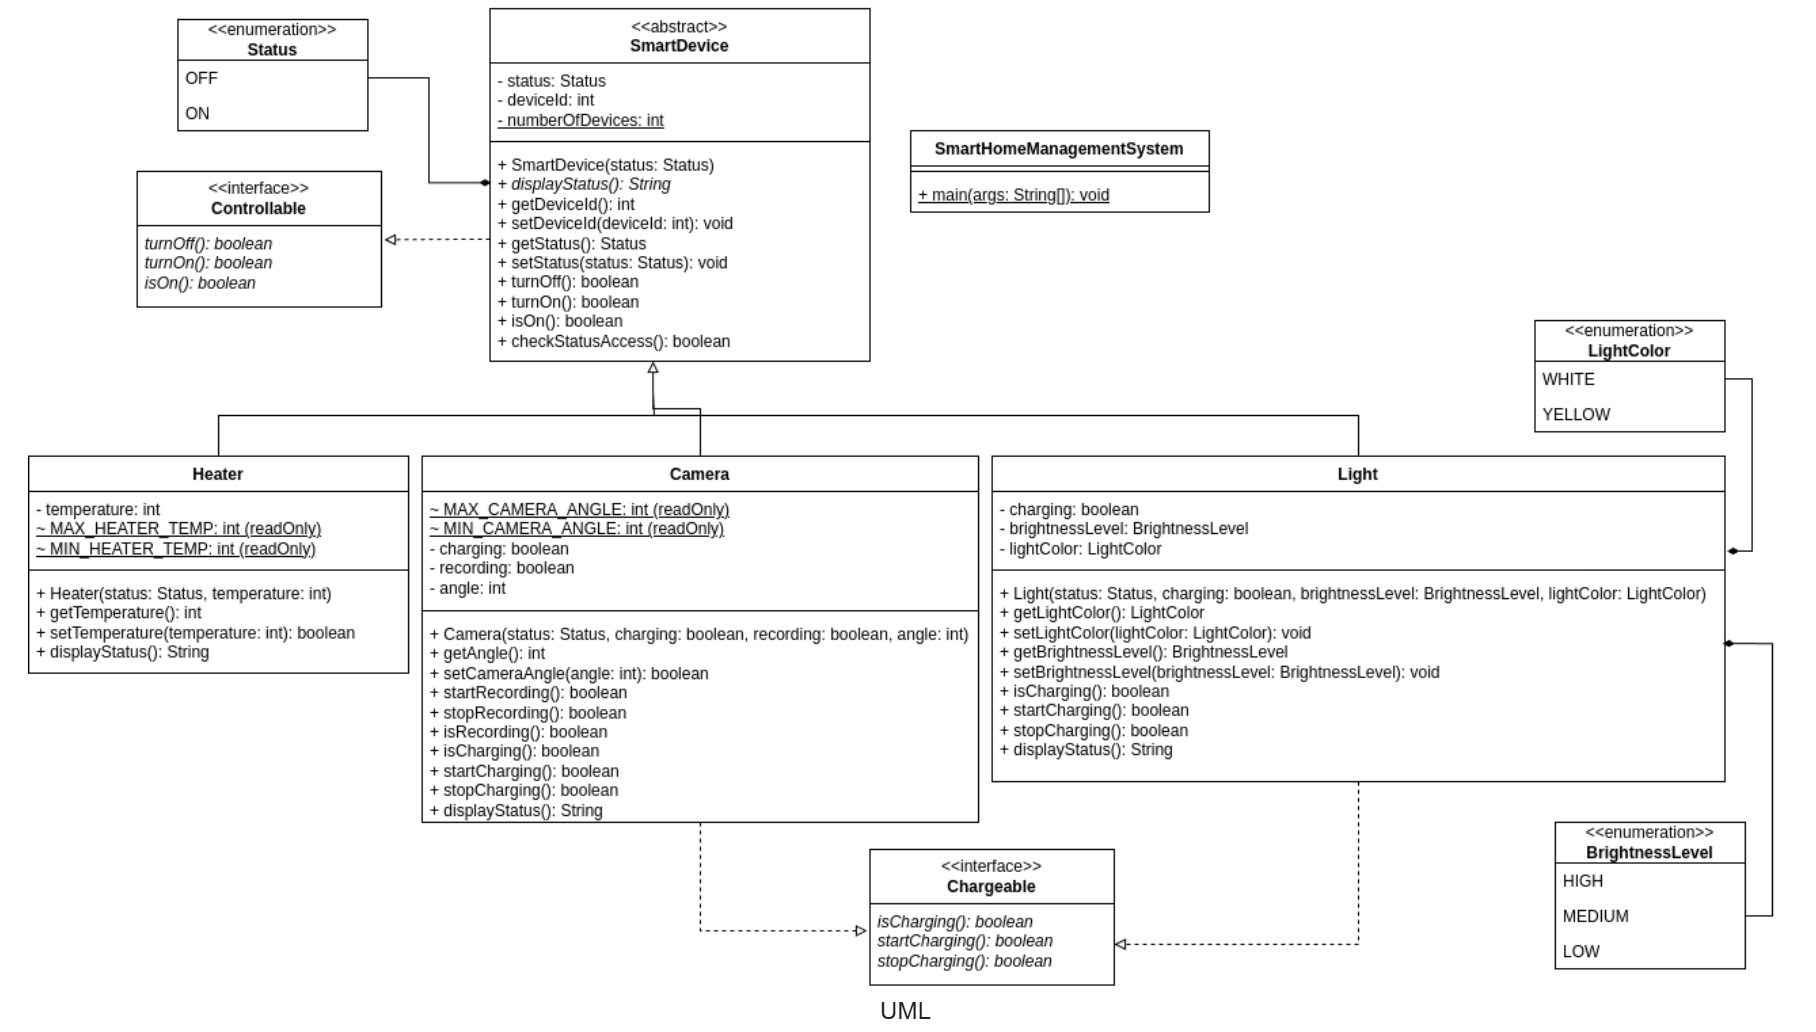 <<enumeration>>
Status
OFF
ON
<<abstract>>
SmartDevice
- status: Status
- deviceId: int
- numberOfDevices: int
+ SmartDevice(status: Status)
+ displayStatus(): String
+ getDeviceId(): int
+ setDeviceId(deviceId: int): void
+ getStatus(): Status
+ setStatus(status: Status): void
+ turnOff(): boolean
+ turnOn(): boolean
+ isOn(): boolean
+ checkStatusAccess(): boolean
<<interface>>
Controllable
turnOff(): boolean
turnOn(): boolean
isOn(): boolean
SmartHomeManagementSystem
+ main(args: String[]): void
<<enumeration>>
LightColor
WHITE
YELLOW
Heater
- temperature: int
~ MAX_HEATER_TEMP: int (readOnly)
~ MIN_HEATER_TEMP: int (readOnly)
+ Heater(status: Status, temperature: int)
+ getTemperature(): int
+ setTemperature(temperature: int): boolean
+ displayStatus(): String
Camera
~ MAX_CAMERA_ANGLE: int (readOnly)
~ MIN_CAMERA_ANGLE: int (readOnly)
- charging: boolean
- recording: boolean
- angle: int
+ Camera(status: Status, charging: boolean, recording: boolean, angle: int)
+ getAngle(): int
+ setCameraAngle(angle: int): boolean
+ startRecording(): boolean
+ stopRecording(): boolean
+ isRecording(): boolean
+ isCharging(): boolean
+ startCharging(): boolean
+ stopCharging(): boolean
+ displayStatus(): String
Light
- charging: boolean
- brightnessLevel: BrightnessLevel
- lightColor: LightColor
+ Light(status: Status, charging: boolean, brightnessLevel: BrightnessLevel, lightColor: LightColor)
+ getLightColor(): LightColor
+ setLightColor(lightColor: LightColor): void
+ getBrightnessLevel(): BrightnessLevel
+ setBrightnessLevel(brightnessLevel: BrightnessLevel): void
+ isCharging(): boolean
+ startCharging(): boolean
+ stopCharging(): boolean
+ displayStatus(): String
<<interface>>
Chargeable
isCharging(): boolean
startCharging(): boolean
stopCharging(): boolean
<<enumeration>>
BrightnessLevel
HIGH
MEDIUM
LOW
UML